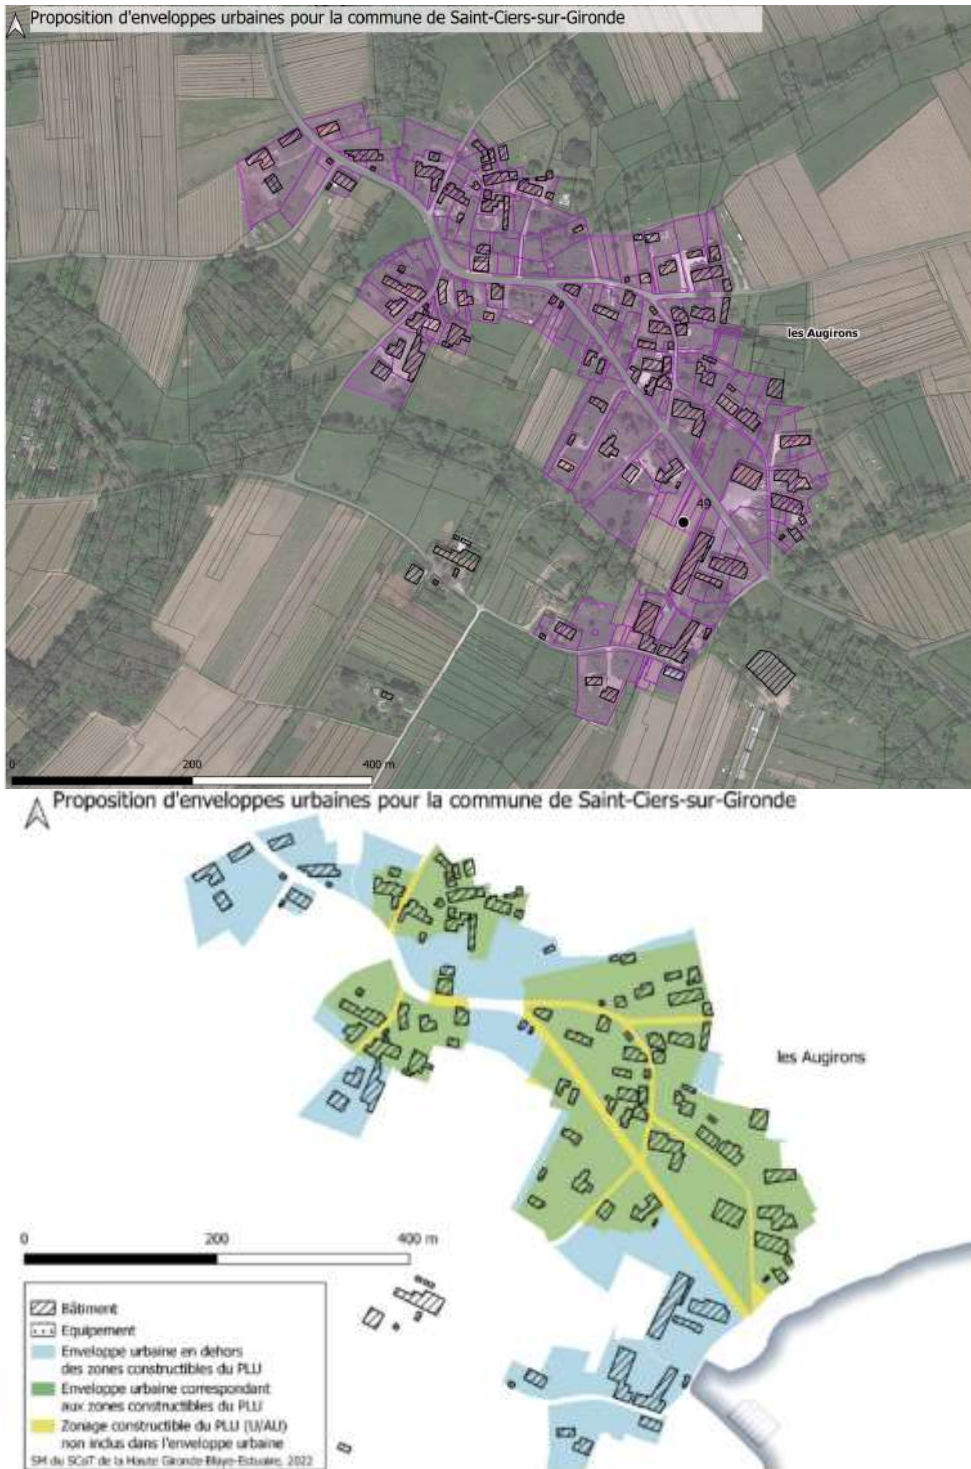 Proposition d'enveloppes urbaines pour la commune de Saint-Ciers-sur-Gironde
les Augirons
49
0 200 400 m
Proposition d'enveloppes urbaines pour la commune de Saint-Ciers-sur-Gironde
les Augirons
0 200 400 m
Bâtiment
Equipement
Enveloppe urbaine en dehors
des zones constructibles du PLU
Enveloppe urbaine correspondant
aux zones constructibles du PLU
Zonage constructible du PLU (U/AU)
non inclus dans l'enveloppe urbaine
SM du SCoT de la Haute Gironde Blaye-Estuaire, 2022